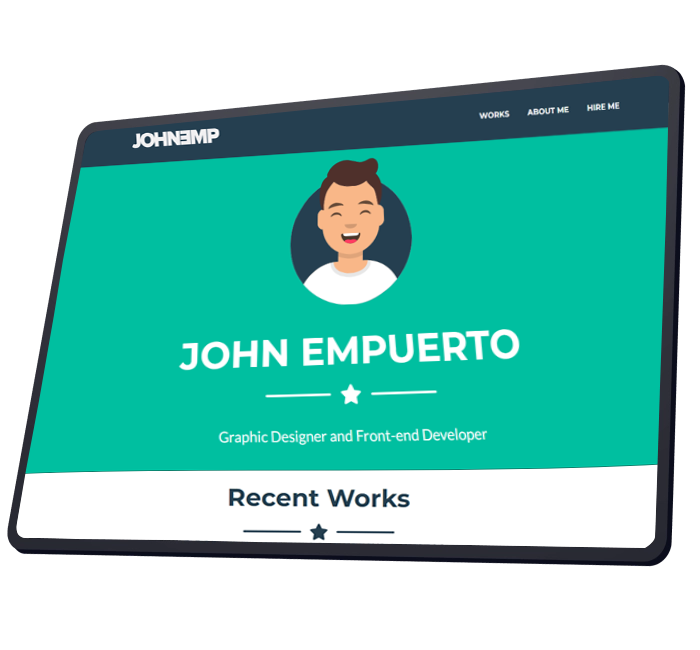 JOHNEMP
WORKS ABOUT ME HIRE ME
JOHN EMPUERTO
Graphic Designer and Front-end Developer
Recent Works